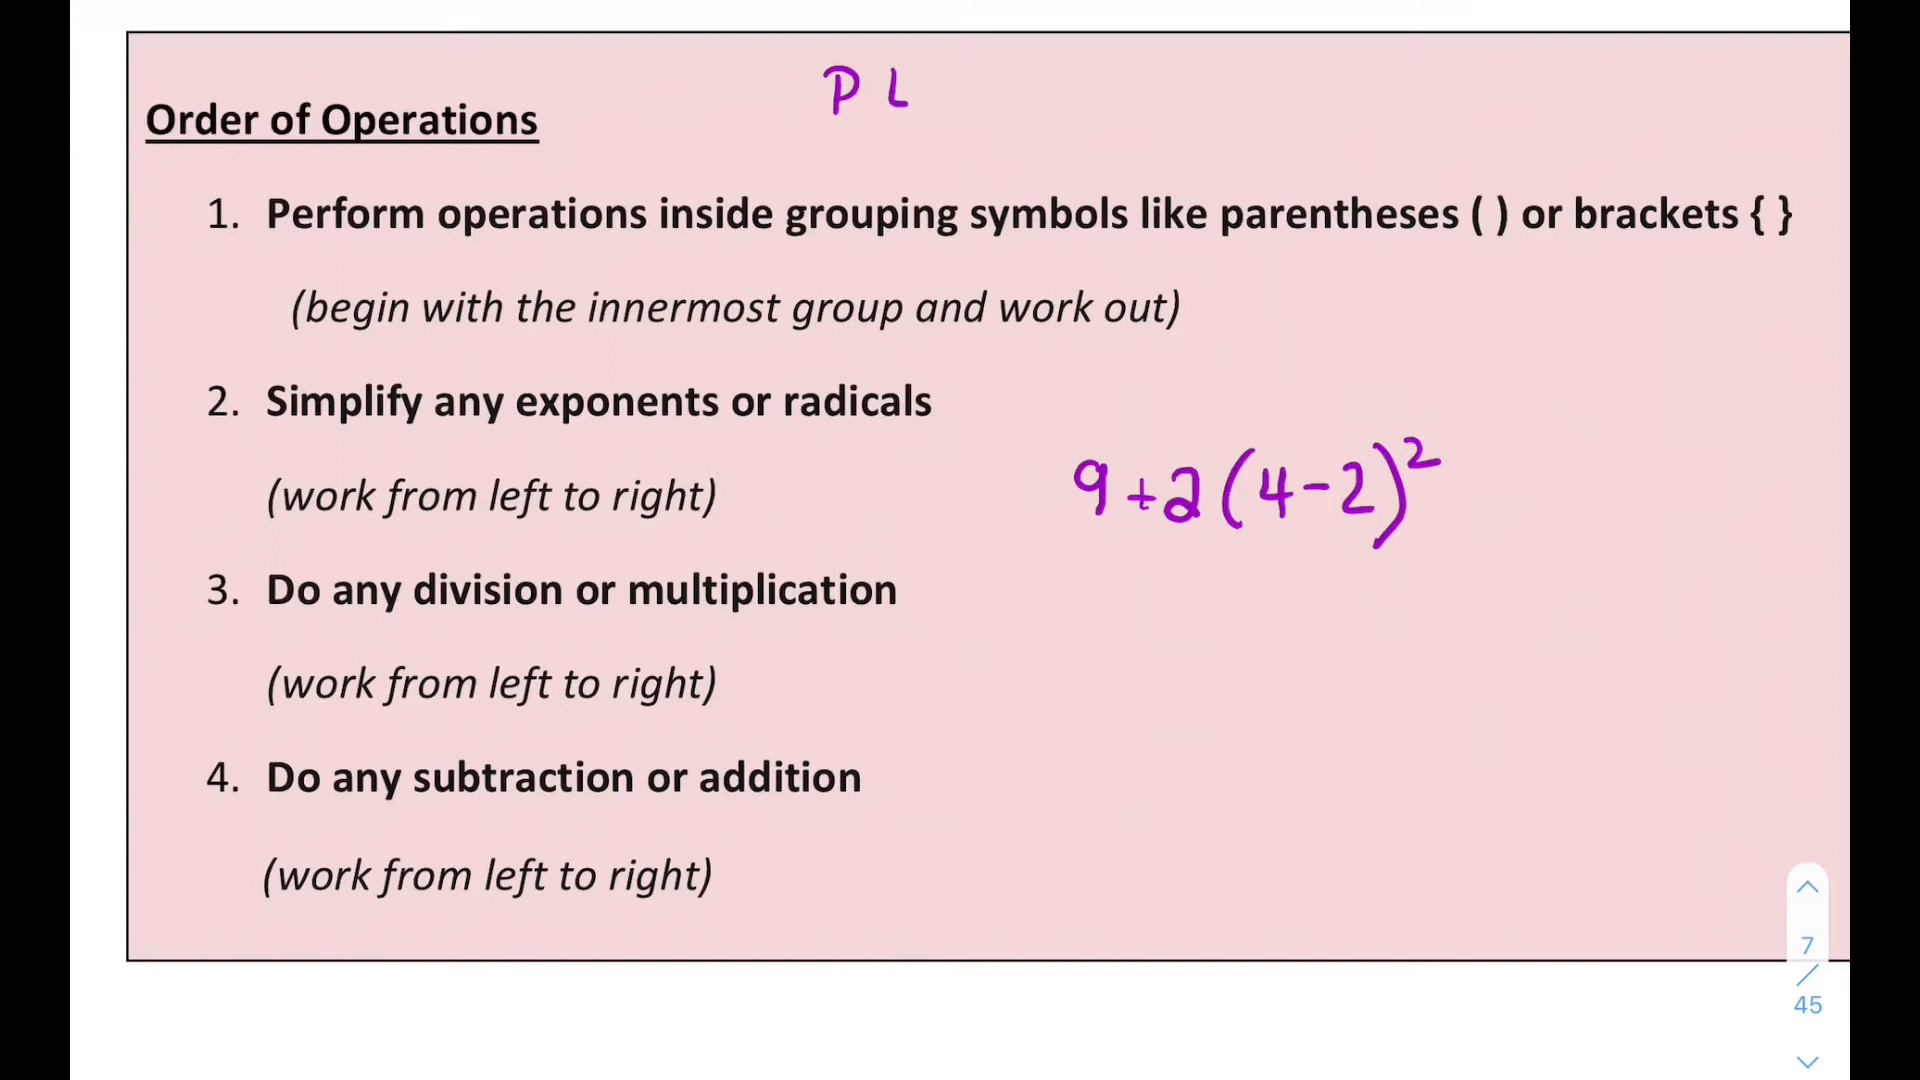 P L
Order of Operations
1. Perform operations inside grouping symbols like parentheses ( ) or brackets { }
(begin with the innermost group and work out)
2. Simplify any exponents or radicals
(work from left to right)
9+2(4-2)²
3. Do any division or multiplication
(work from left to right)
4. Do any subtraction or addition
(work from left to right)
7
/
45